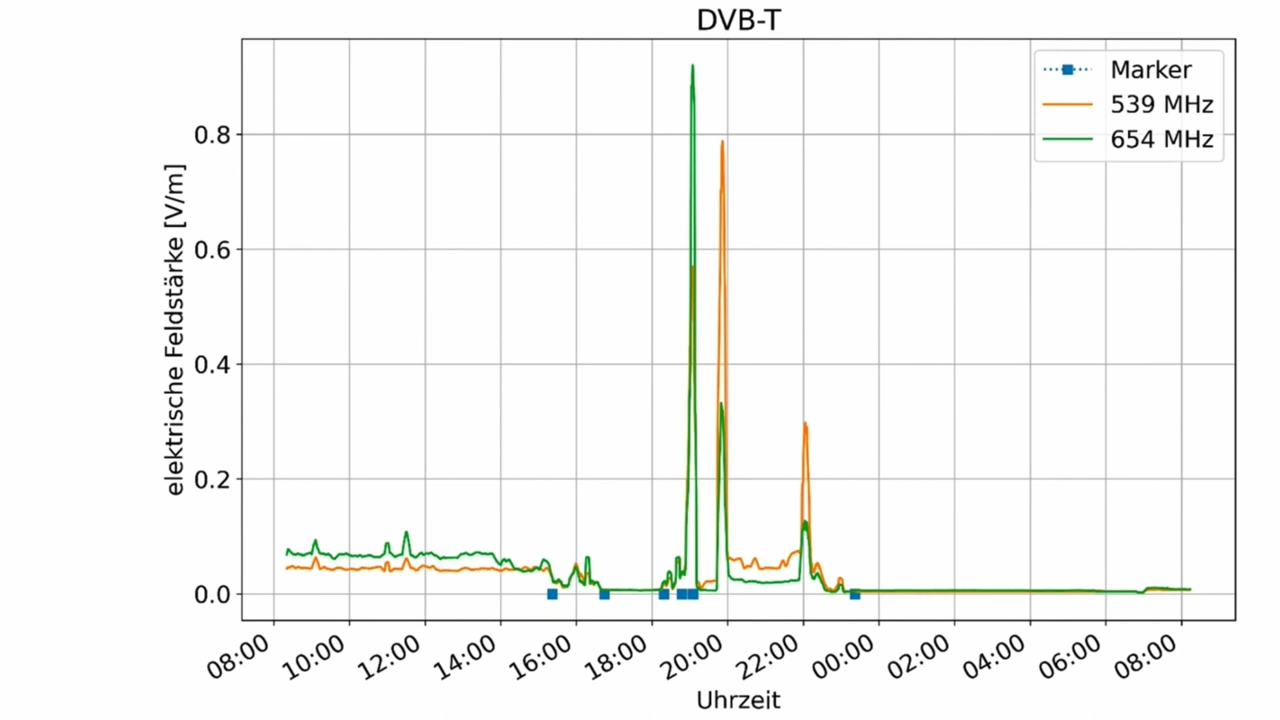 DVB-T
Marker
539 MHz
654 MHz
elektrische Feldstärke [V/m]
0.8
0.6
0.4
0.2
0.0
08:00 10:00 12:00 14:00 16:00 18:00 20:00 22:00 00:00 02:00 04:00 06:00 08:00
Uhrzeit